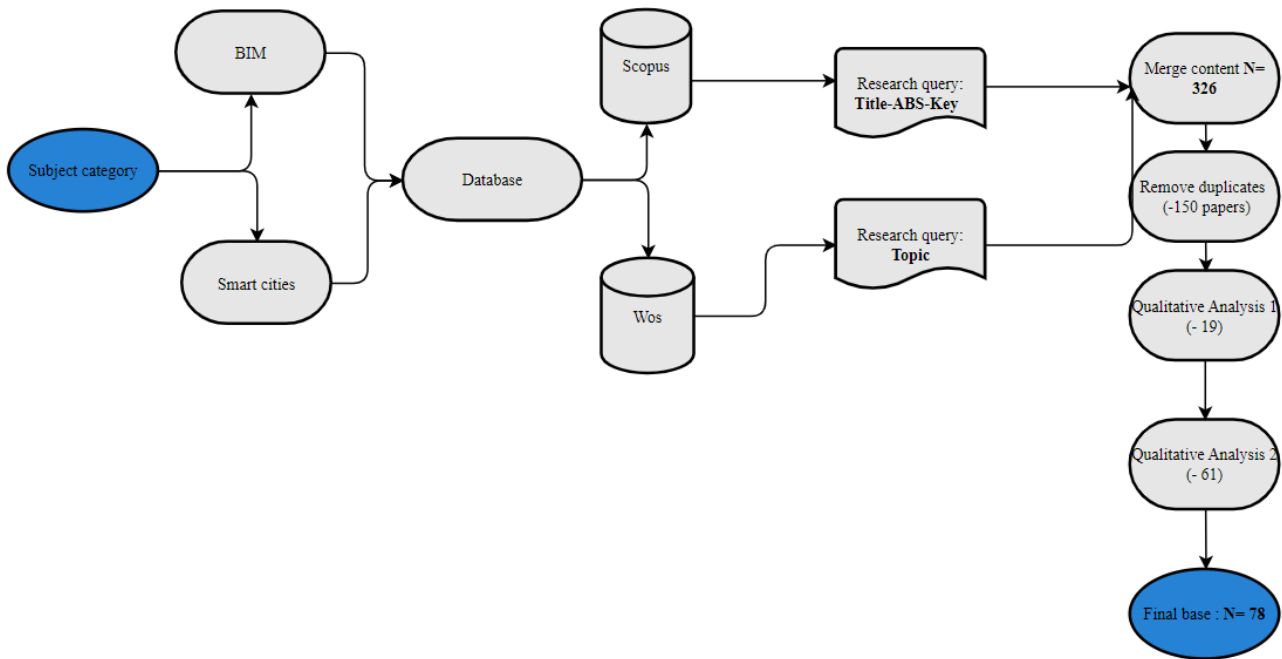 BIM
Subject category
Smart cities
Database
Scopus
Wos
Research query:
Title-ABS-Key
Research query:
Topic
Merge content N=
326
Remove duplicates
(-150 papers)
Qualitative Analysis 1
(- 19)
Qualitative Analysis 2
(- 61)
Final base : N= 78